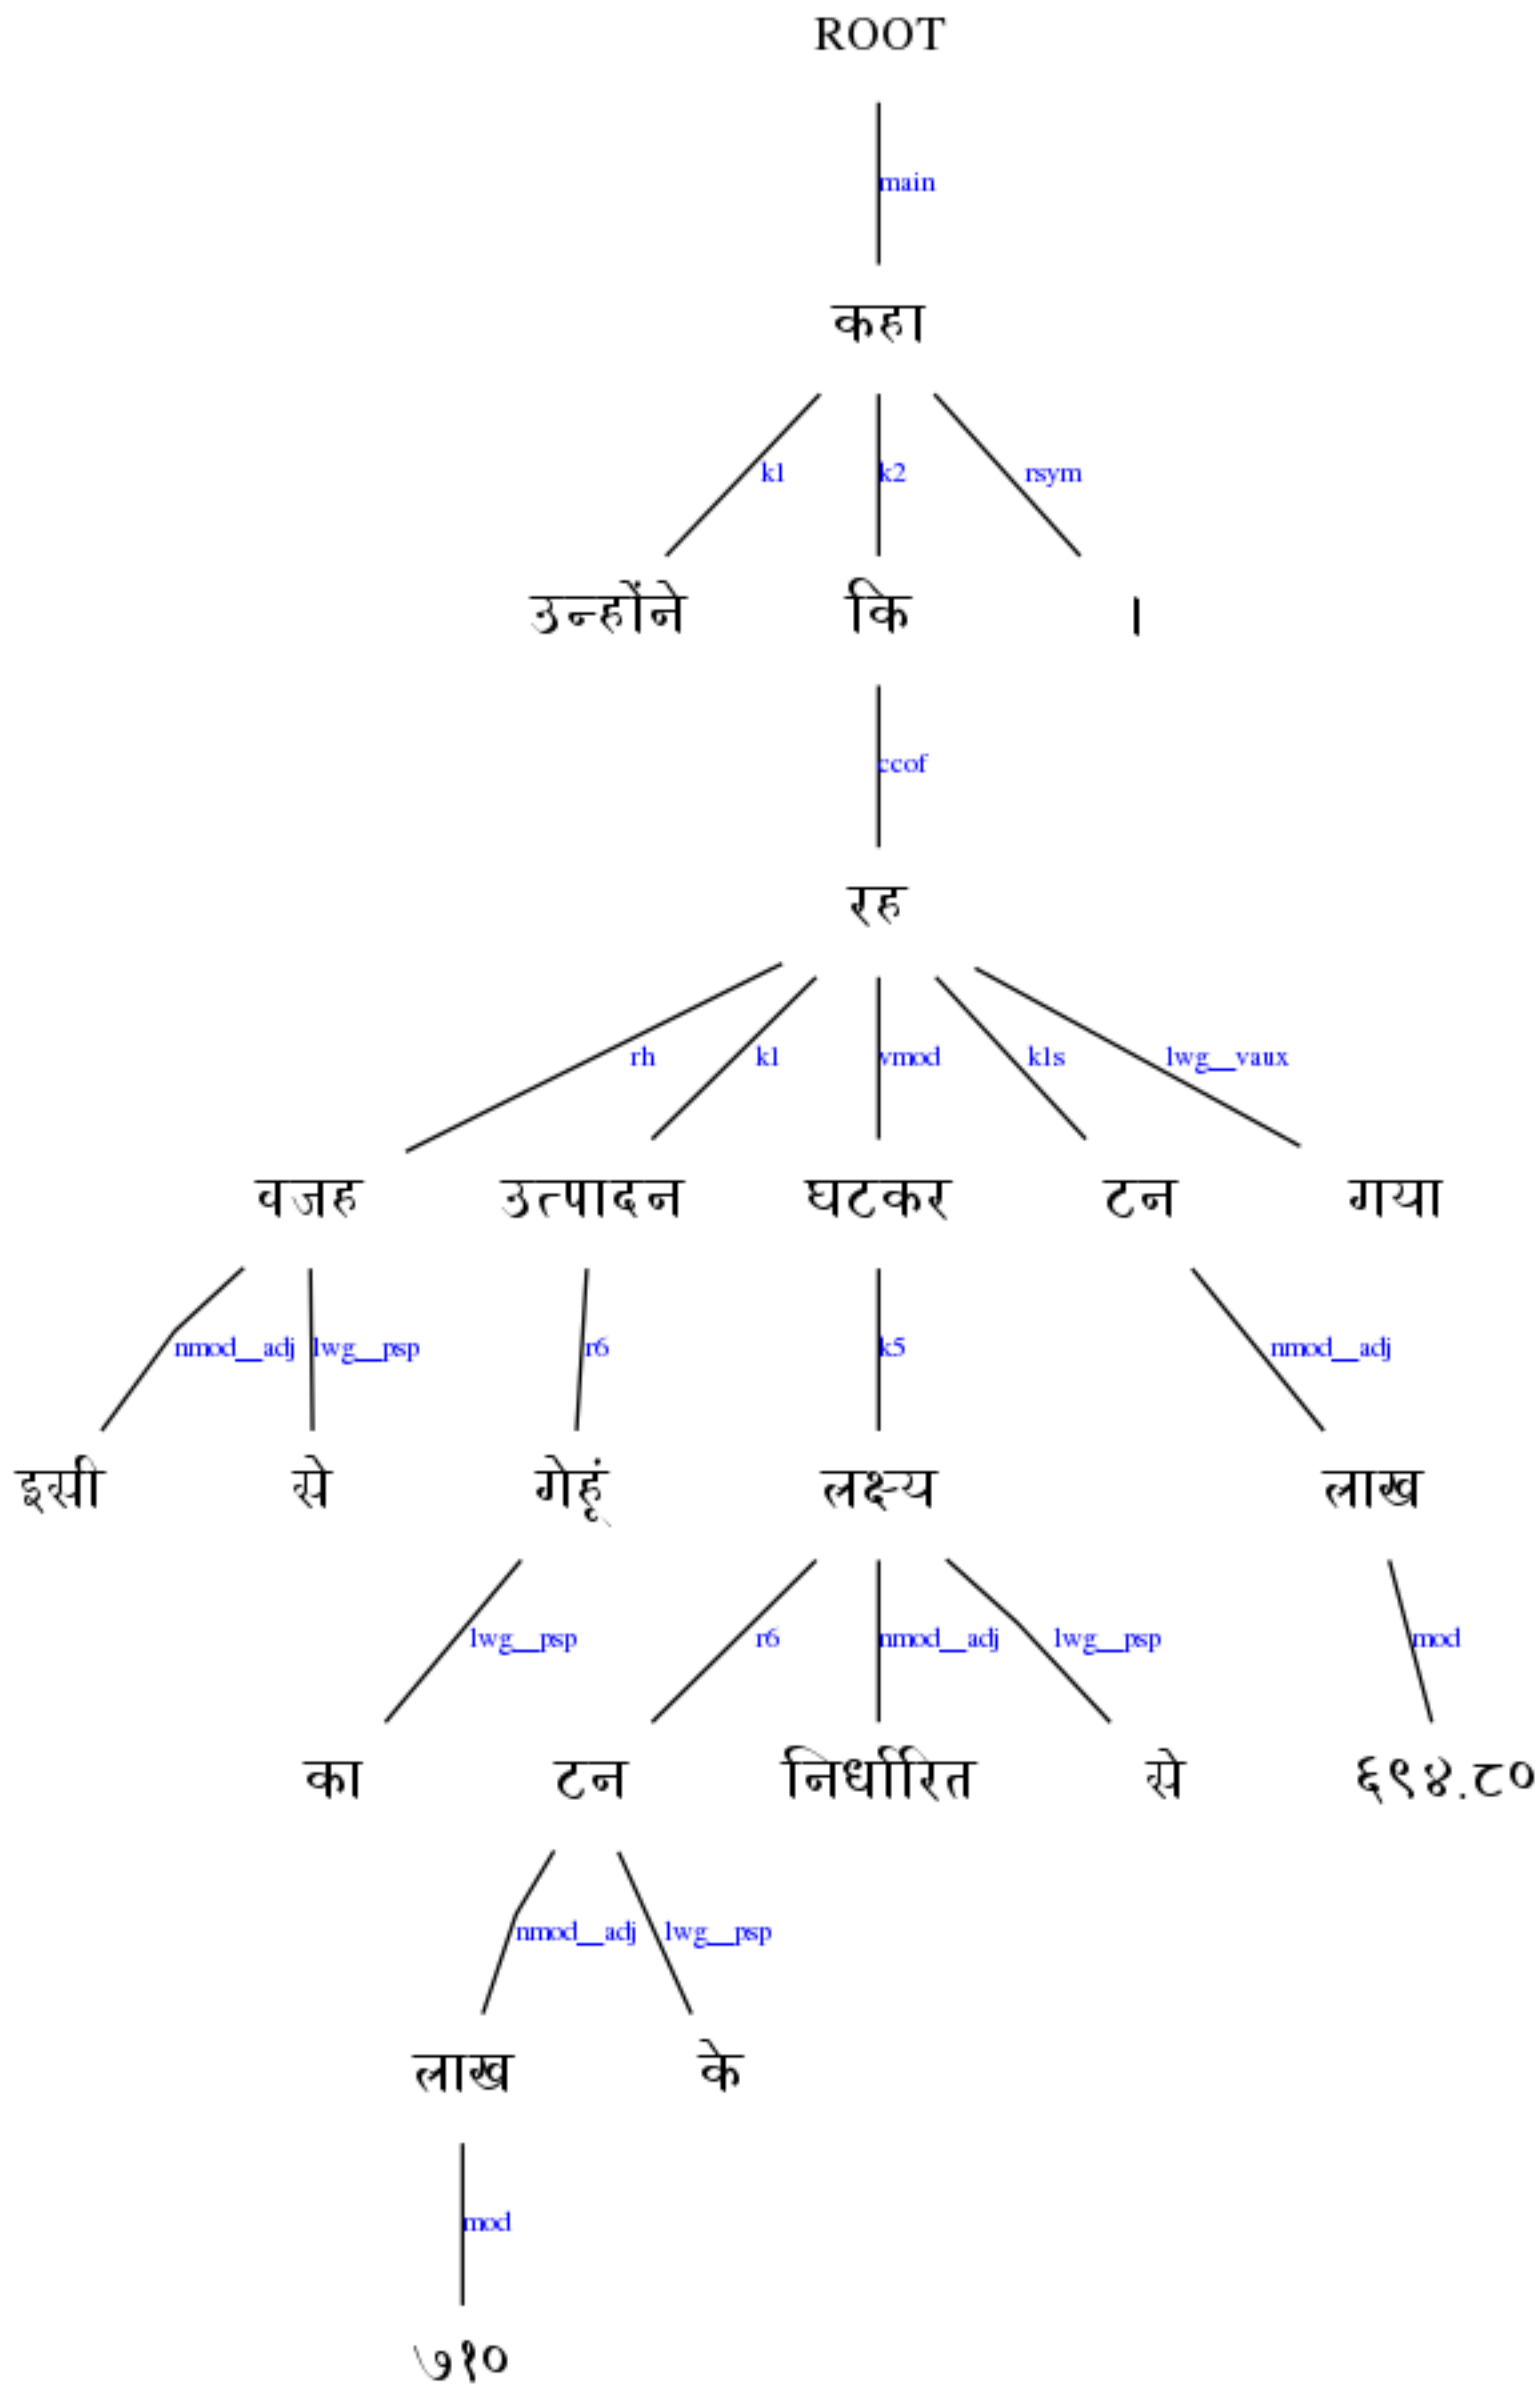 ROOT
main
कहा
k1 k2 rsym
उन्होंने कि ।
ccof
रह
rh k1 vmod k1s lwg__vaux
वजह उत्पादन घटकर टन गया
nmod__adj lwg__psp r6 k5 nmod__adj
इसी से गेहूं लक्ष्य लाख
lwg__psp r6 nmod__adj lwg__psp mod
का टन निर्धारित से ६९४.८०
nmod__adj lwg__psp
लाख के
mod
७१०